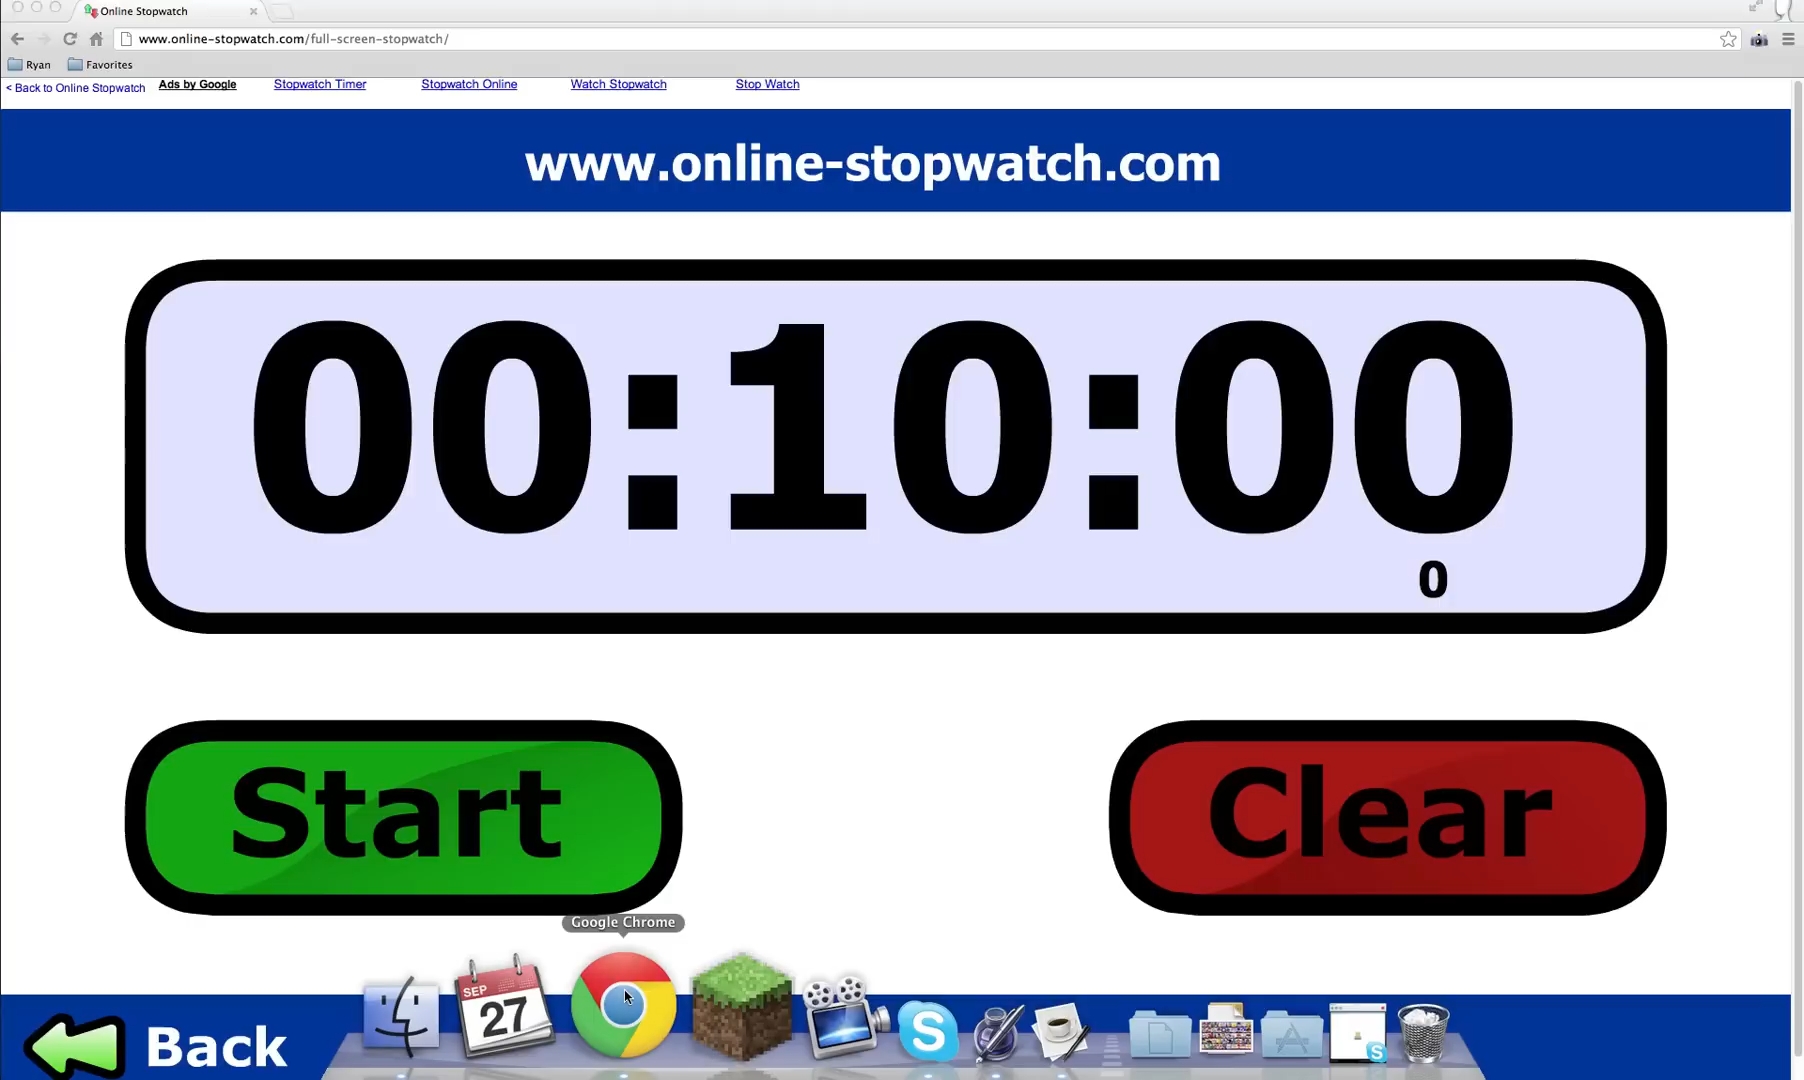 Online Stopwatch
www.online-stopwatch.com/full-screen-stopwatch/
Ryan Favorites
< Back to Online Stopwatch Ads by Google Stopwatch Timer Stopwatch Online Watch Stopwatch Stop Watch
www.online-stopwatch.com
00:10:00
0
Start Clear
Google Chrome
SEP
27
Back